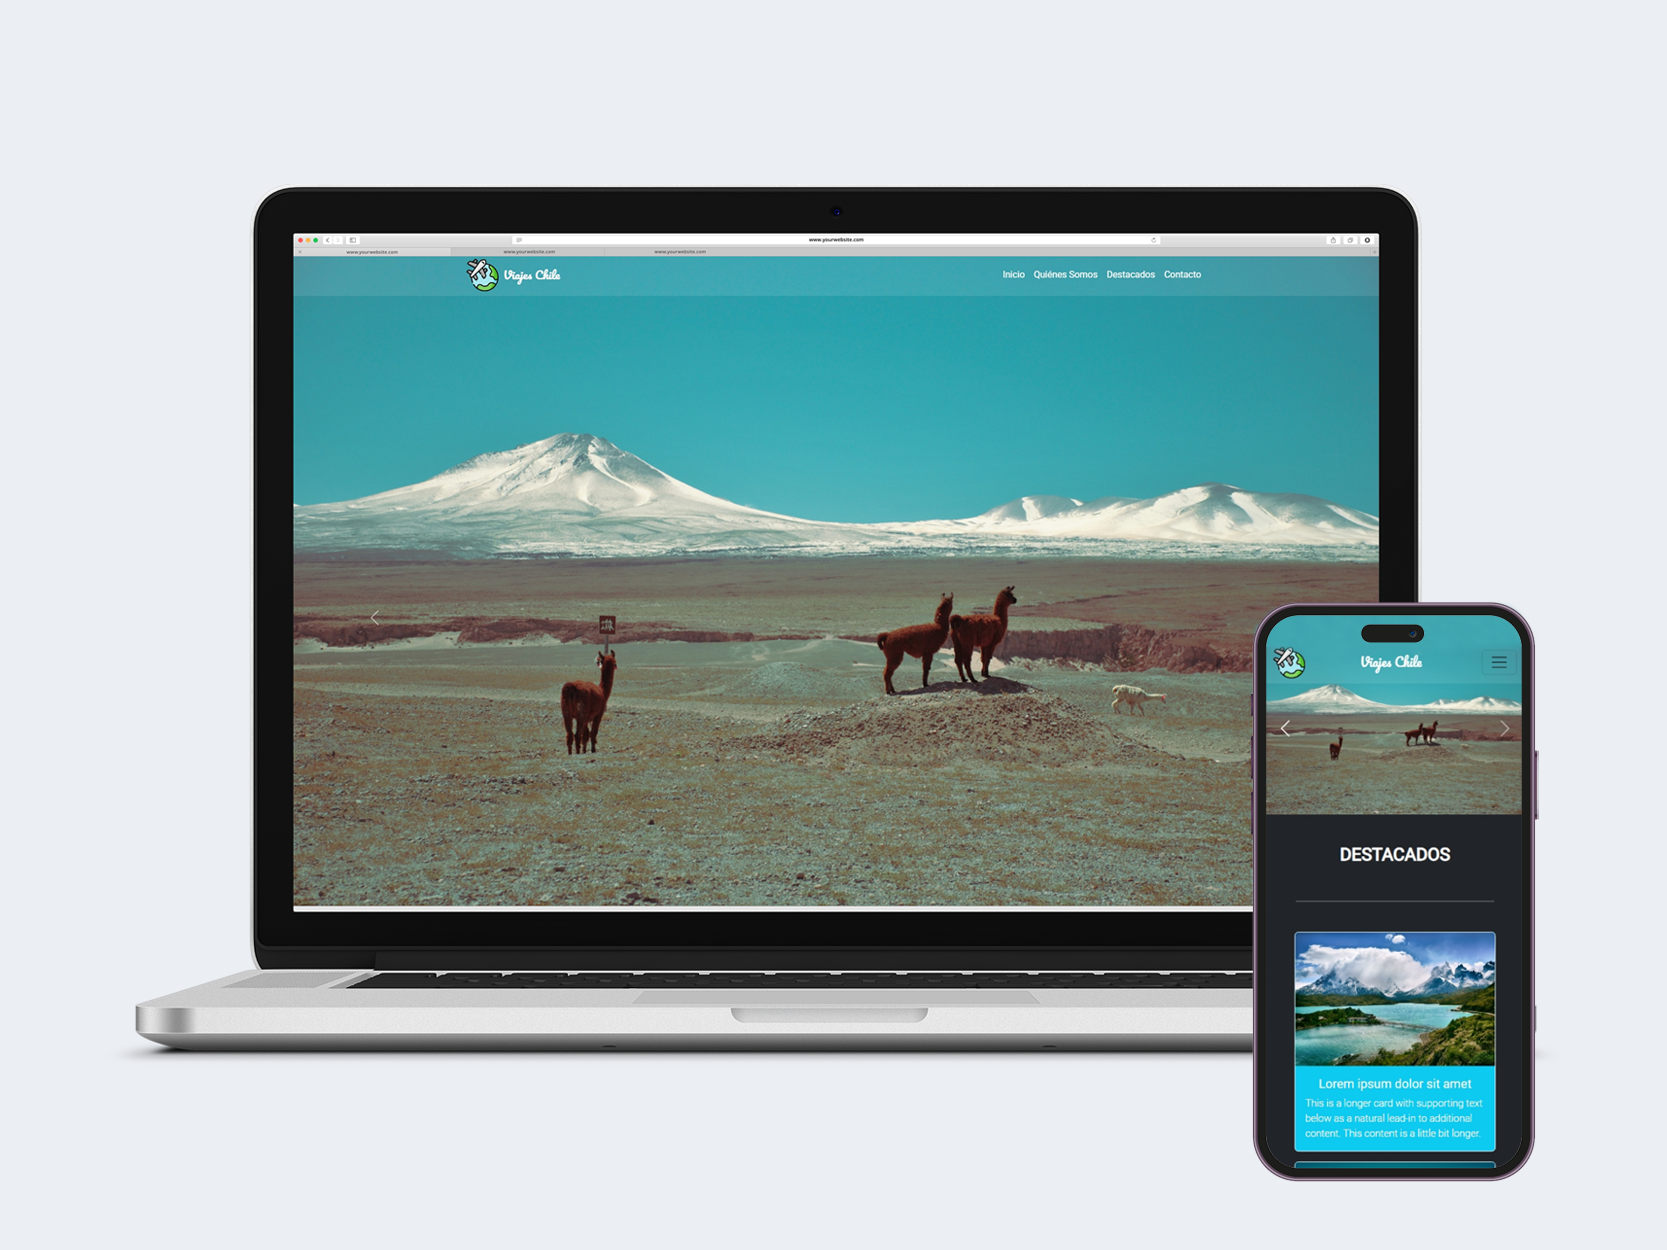 www.yourwebsite.com
www.yourwebsite.com
www.yourwebsite.com
www.yourwebsite.com
Viajes Chile
Inicio
Quiénes Somos
Destacados
Contacto
Viajes Chile
DESTACADOS
Lorem ipsum dolor sit amet
This is a longer card with supporting text
below as a natural lead-in to additional
content. This content is a little bit longer.